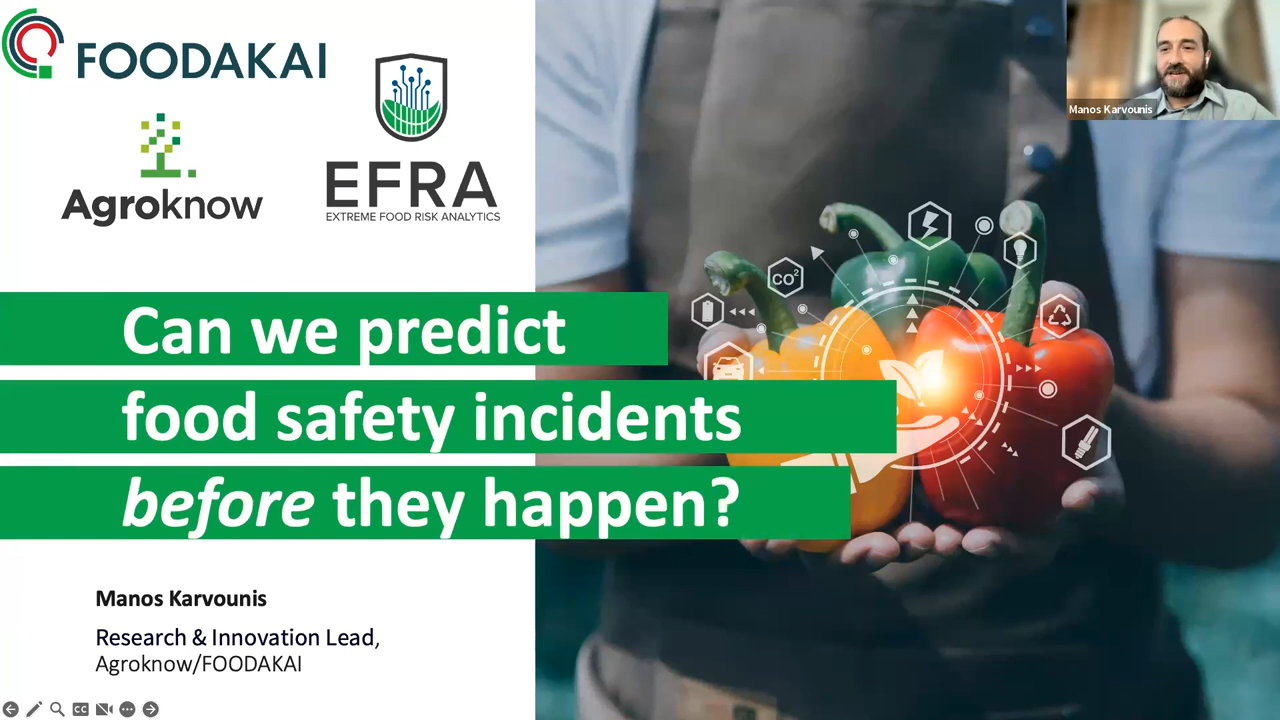 FOODAKAI
Agroknow
EFRA
EXTREME FOOD RISK ANALYTICS
Can we predict
food safety incidents
before they happen?
Manos Karvounis
Research & Innovation Lead,
Agroknow/FOODAKAI
CO²
Manos Karvounis
CC